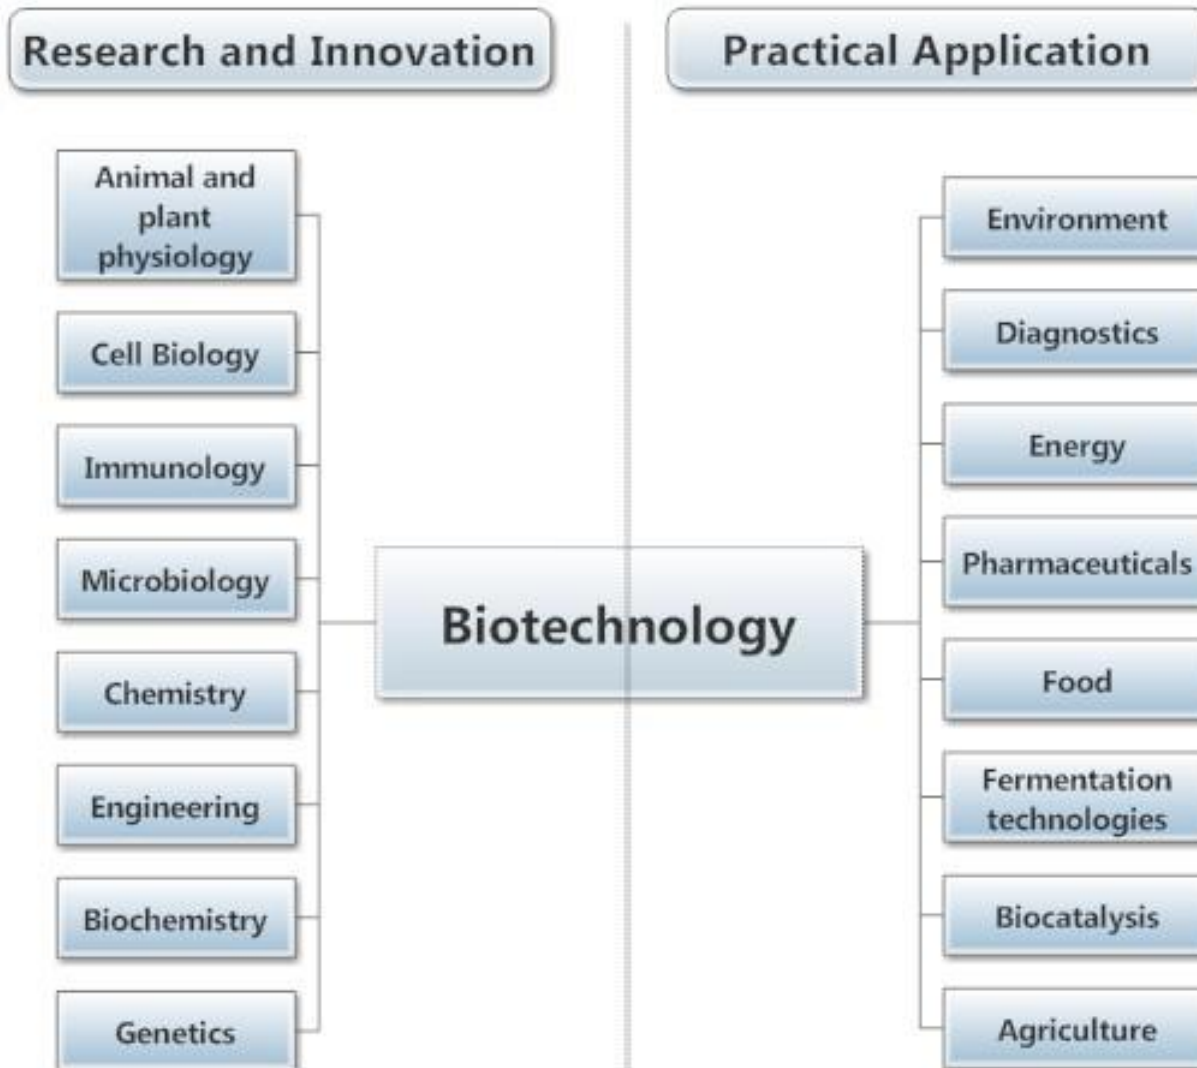 Research and Innovation
Practical Application
Animal and
plant
physiology
Cell Biology
Immunology
Microbiology
Chemistry
Engineering
Biochemistry
Genetics
Biotechnology
Environment
Diagnostics
Energy
Pharmaceuticals
Food
Fermentation
technologies
Biocatalysis
Agriculture